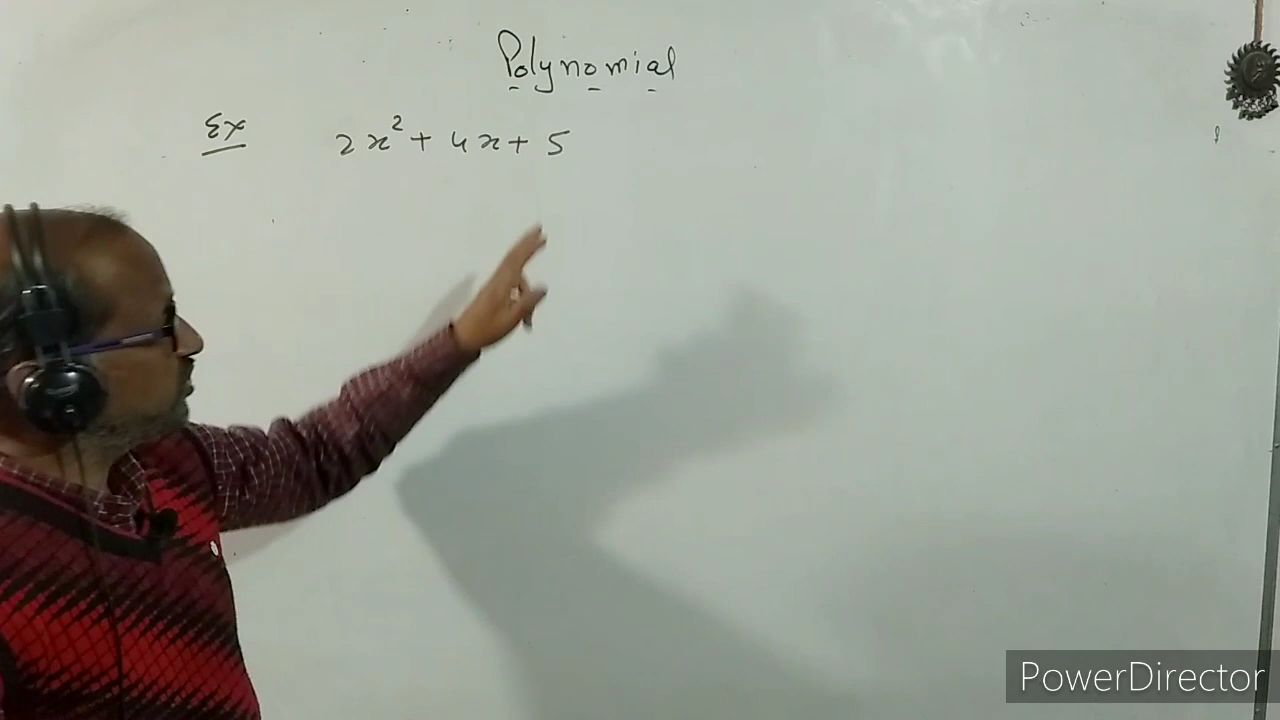 Polynomial
Ex 2x² + 4x + 5
PowerDirector